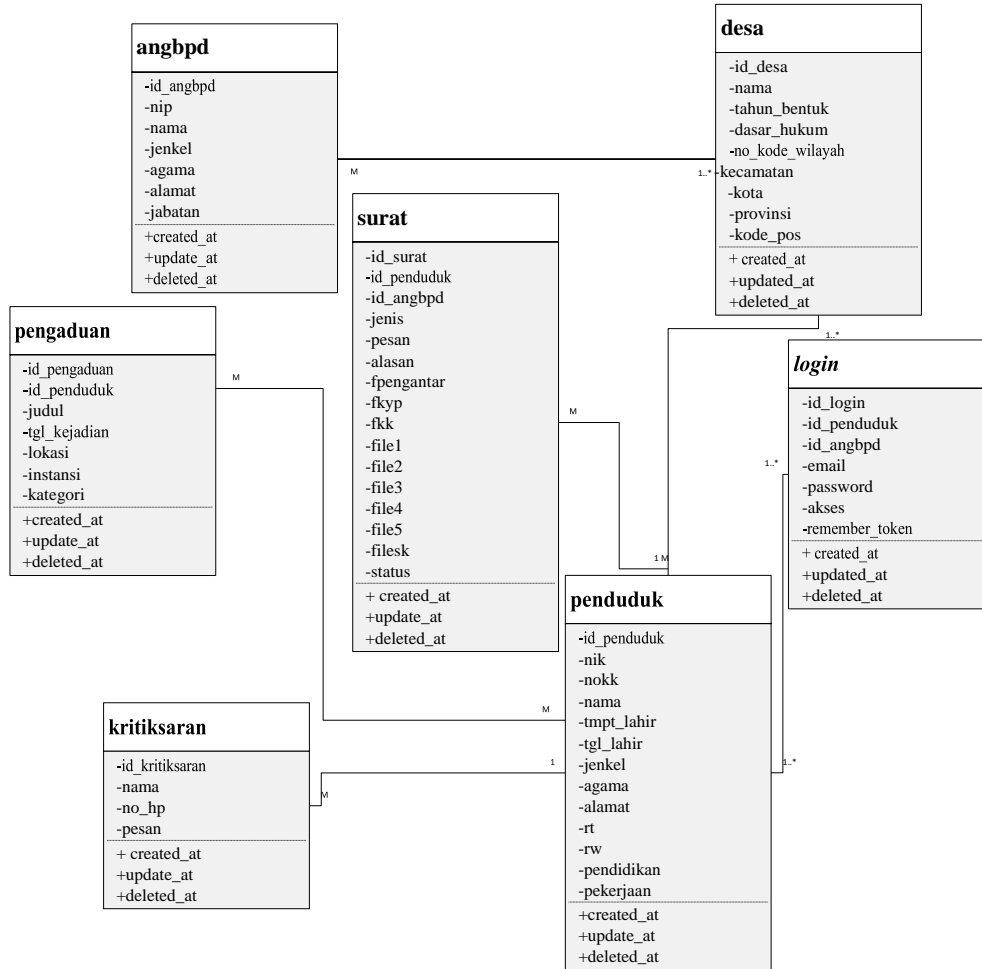 angbpd
-id_angbpd
-nip
-nama
-jenkel
-agama
-alamat
-jabatan
+created_at
+update_at
+deleted_at
M
1..*
desa
-id_desa
-nama
-tahun_bentuk
-dasar_hukum
-no_kode_wilayah
-kecamatan
-kota
-provinsi
-kode_pos
+ created_at
+updated_at
+deleted_at
1..*
surat
-id_surat
-id_penduduk
-id_angbpd
-jenis
-pesan
-alasan
-fpengantar
-fkyp
-fkk
-file1
-file2
-file3
-file4
-file5
-filesk
-status
+ created_at
+update_at
+deleted_at
M
1 M
pengaduan
-id_pengaduan
-id_penduduk
-judul
-tgl_kejadian
-lokasi
-instansi
-kategori
+created_at
+update_at
+deleted_at
M
M
login
-id_login
-id_penduduk
-id_angbpd
-email
-password
-akses
-remember_token
+ created_at
+updated_at
+deleted_at
1..*
1..*
penduduk
-id_penduduk
-nik
-nokk
-nama
-tmpt_lahir
-tgl_lahir
-jenkel
-agama
-alamat
-rt
-rw
-pendidikan
-pekerjaan
+created_at
+update_at
+deleted_at
kritiksaran
-id_kritiksaran
-nama
-no_hp
-pesan
+ created_at
+update_at
+deleted_at
M
1